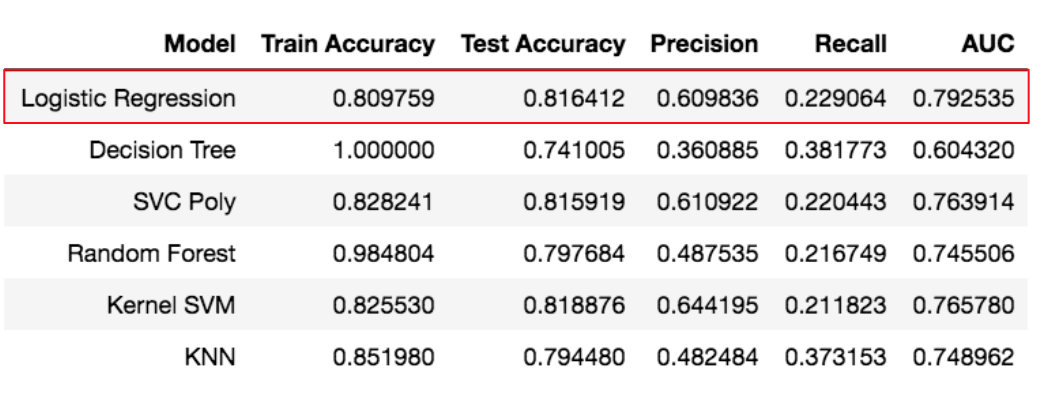 Model Train Accuracy Test Accuracy Precision Recall AUC
Logistic Regression 0.809759 0.816412 0.609836 0.229064 0.792535
Decision Tree 1.000000 0.741005 0.360885 0.381773 0.604320
SVC Poly 0.828241 0.815919 0.610922 0.220443 0.763914
Random Forest 0.984804 0.797684 0.487535 0.216749 0.745506
Kernel SVM 0.825530 0.818876 0.644195 0.211823 0.765780
KNN 0.851980 0.794480 0.482484 0.373153 0.748962